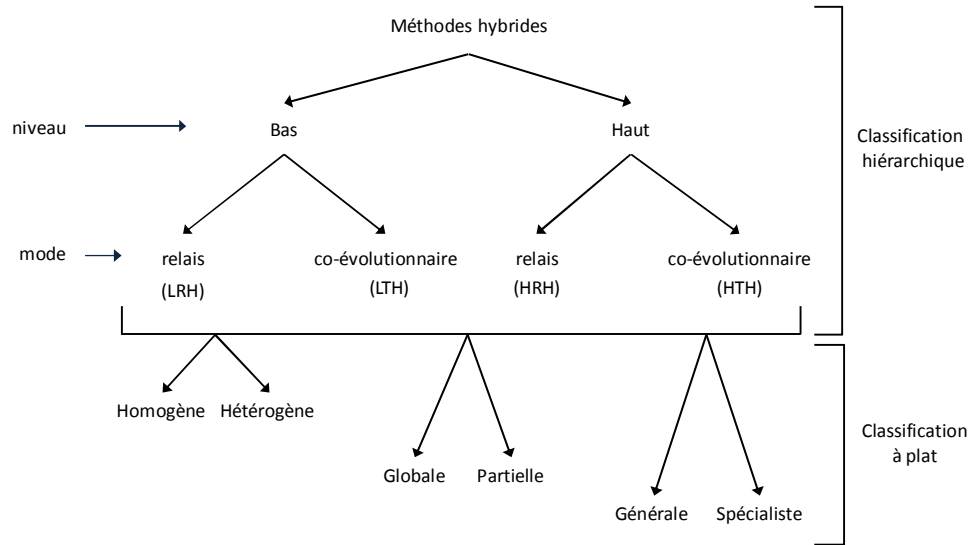 Méthodes hybrides
niveau
Bas
Haut
Classification
hiérarchique
mode
relais
(LRH)
co-évolutionnaire
(LTH)
relais
(HRH)
co-évolutionnaire
(HTH)
Homogène
Hétérogène
Globale
Partielle
Générale
Spécialiste
Classification
à plat